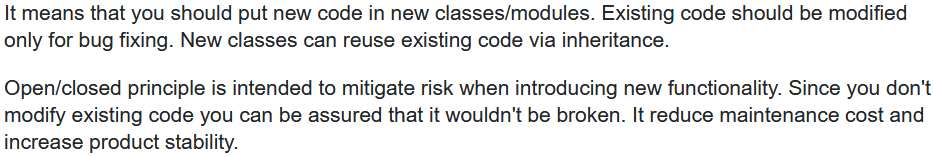 It means that you should put new code in new classes/modules. Existing code should be modified
only for bug fixing. New classes can reuse existing code via inheritance.
Open/closed principle is intended to mitigate risk when introducing new functionality. Since you don't
modify existing code you can be assured that it wouldn't be broken. It reduce maintenance cost and
increase product stability.